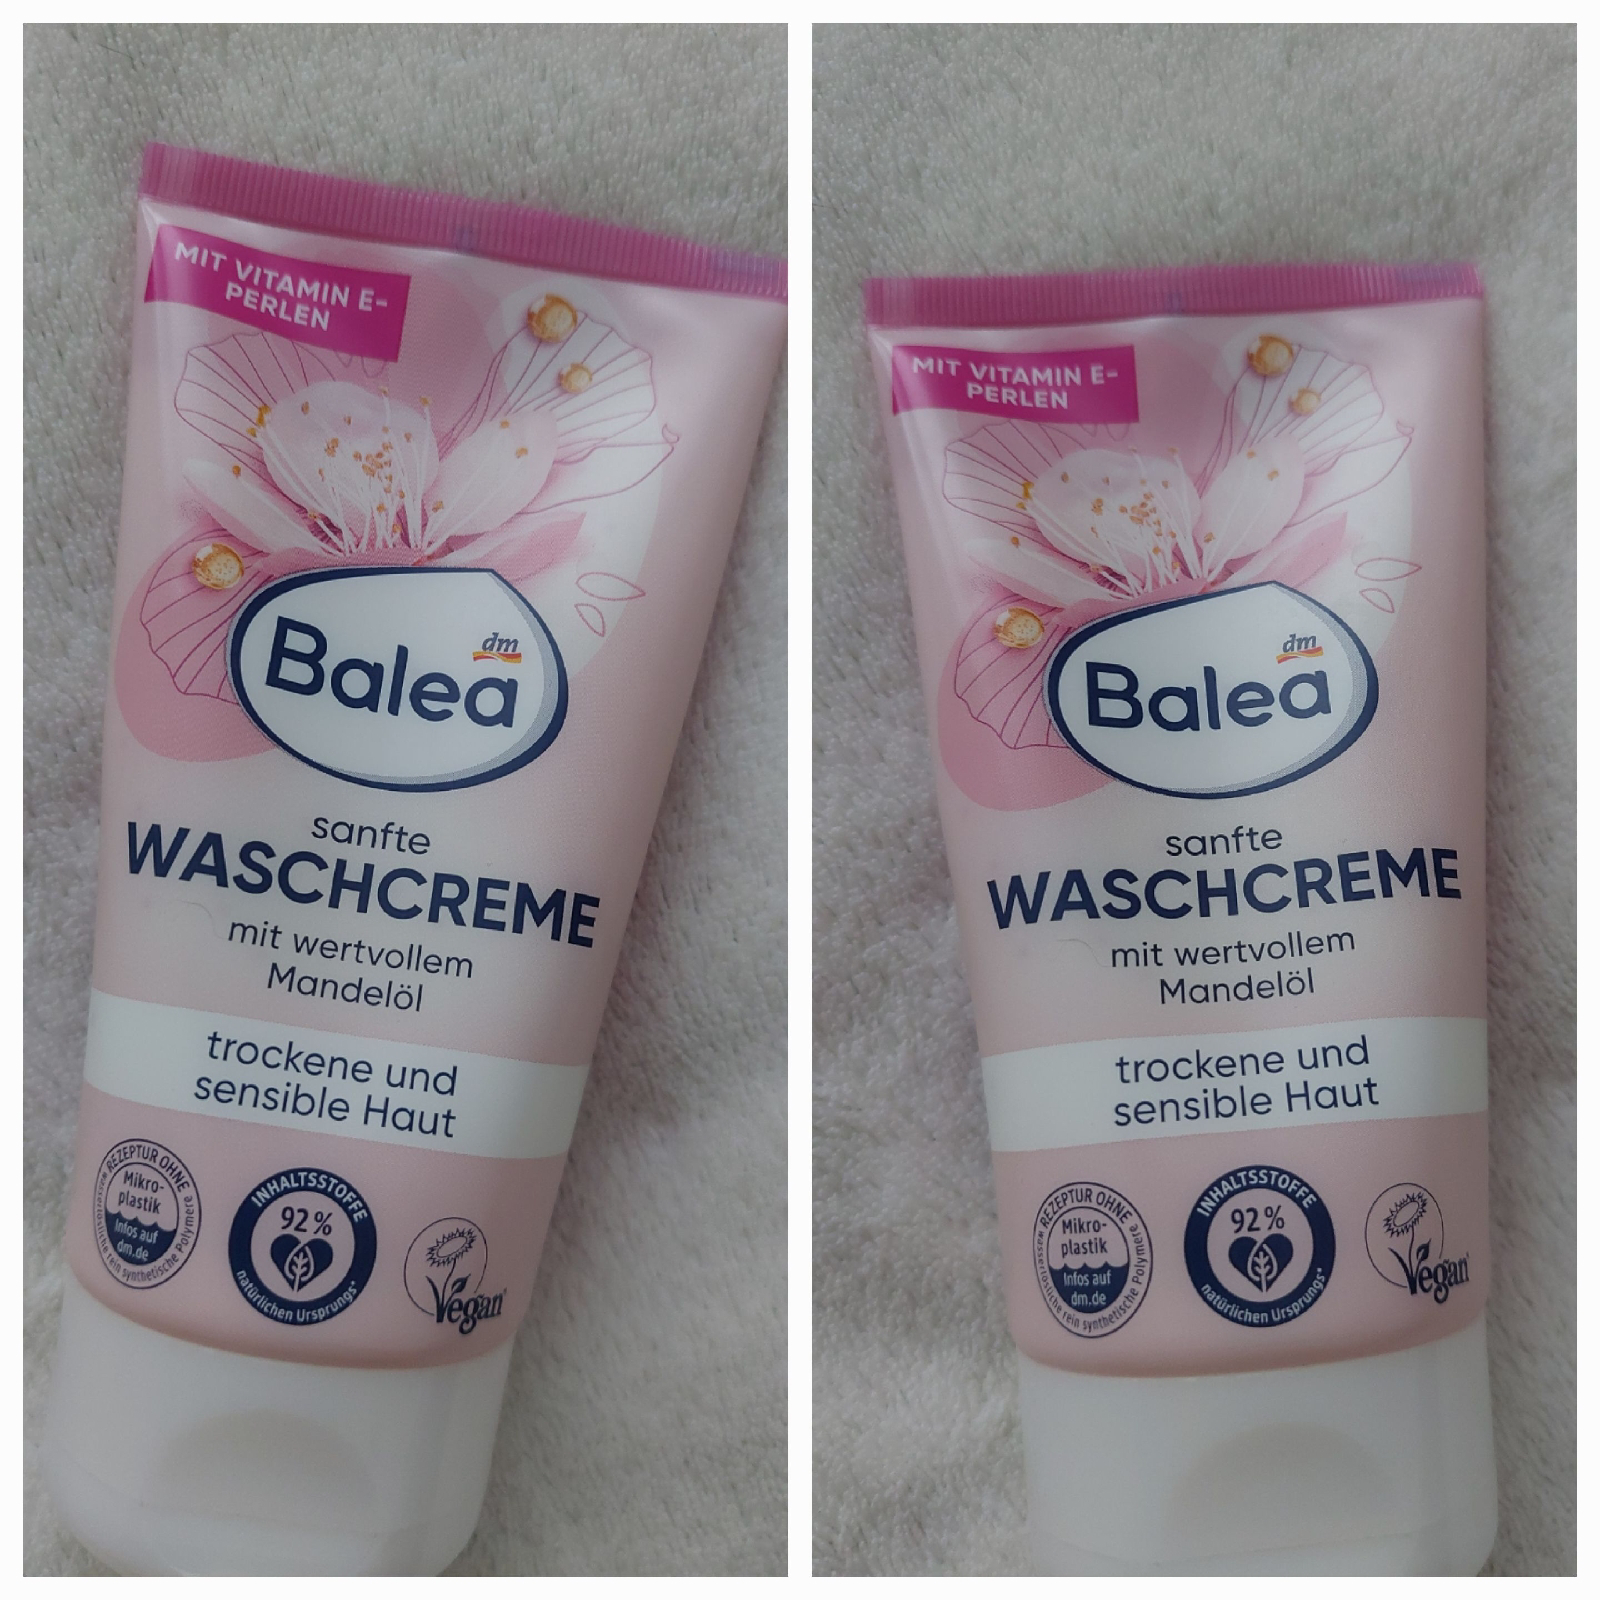 MIT VITAMIN E-
PERLEN
dm
Balea
sanfte
WASCHCREME
mit wertvollem
Mandelöl
trockene und
sensible Haut
REZEPTUR OHNE
Mikro-
plastik
Infos auf
dm.de
wasserlösliche rein synthetische Polymere
INHALTSSTOFFE
92%
natürlichen Ursprungs*
Vegan
MIT VITAMIN E-
PERLEN
dm
Balea
sanfte
WASCHCREME
mit wertvollem
Mandelöl
trockene und
sensible Haut
REZEPTUR OHNE
Mikro-
plastik
Infos auf
dm.de
wasserlösliche rein synthetische Polymere
INHALTSSTOFFE
92%
natürlichen Ursprungs*
Vegan